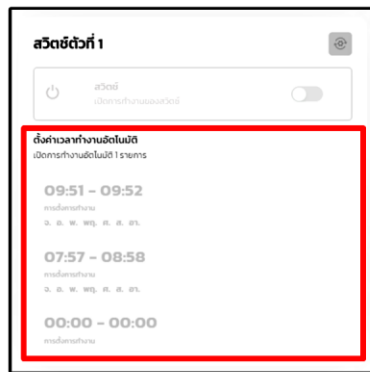 สวิตช์ตัวที่ 1
สวิตช์
เปิดการทำงานของสวิตช์
ตั้งค่าเวลาทำงานอัตโนมัติ
เปิดการทำงานอัตโนมัติ 1 รายการ
09:51 – 09:52
การตั้งการทำงาน
จ. อ. พ. พฤ. ศ. ส. อา.
07:57 – 08:58
การตั้งการทำงาน
จ. อ. พ. พฤ. ศ. ส. อา.
00:00 – 00:00
การตั้งการทำงาน